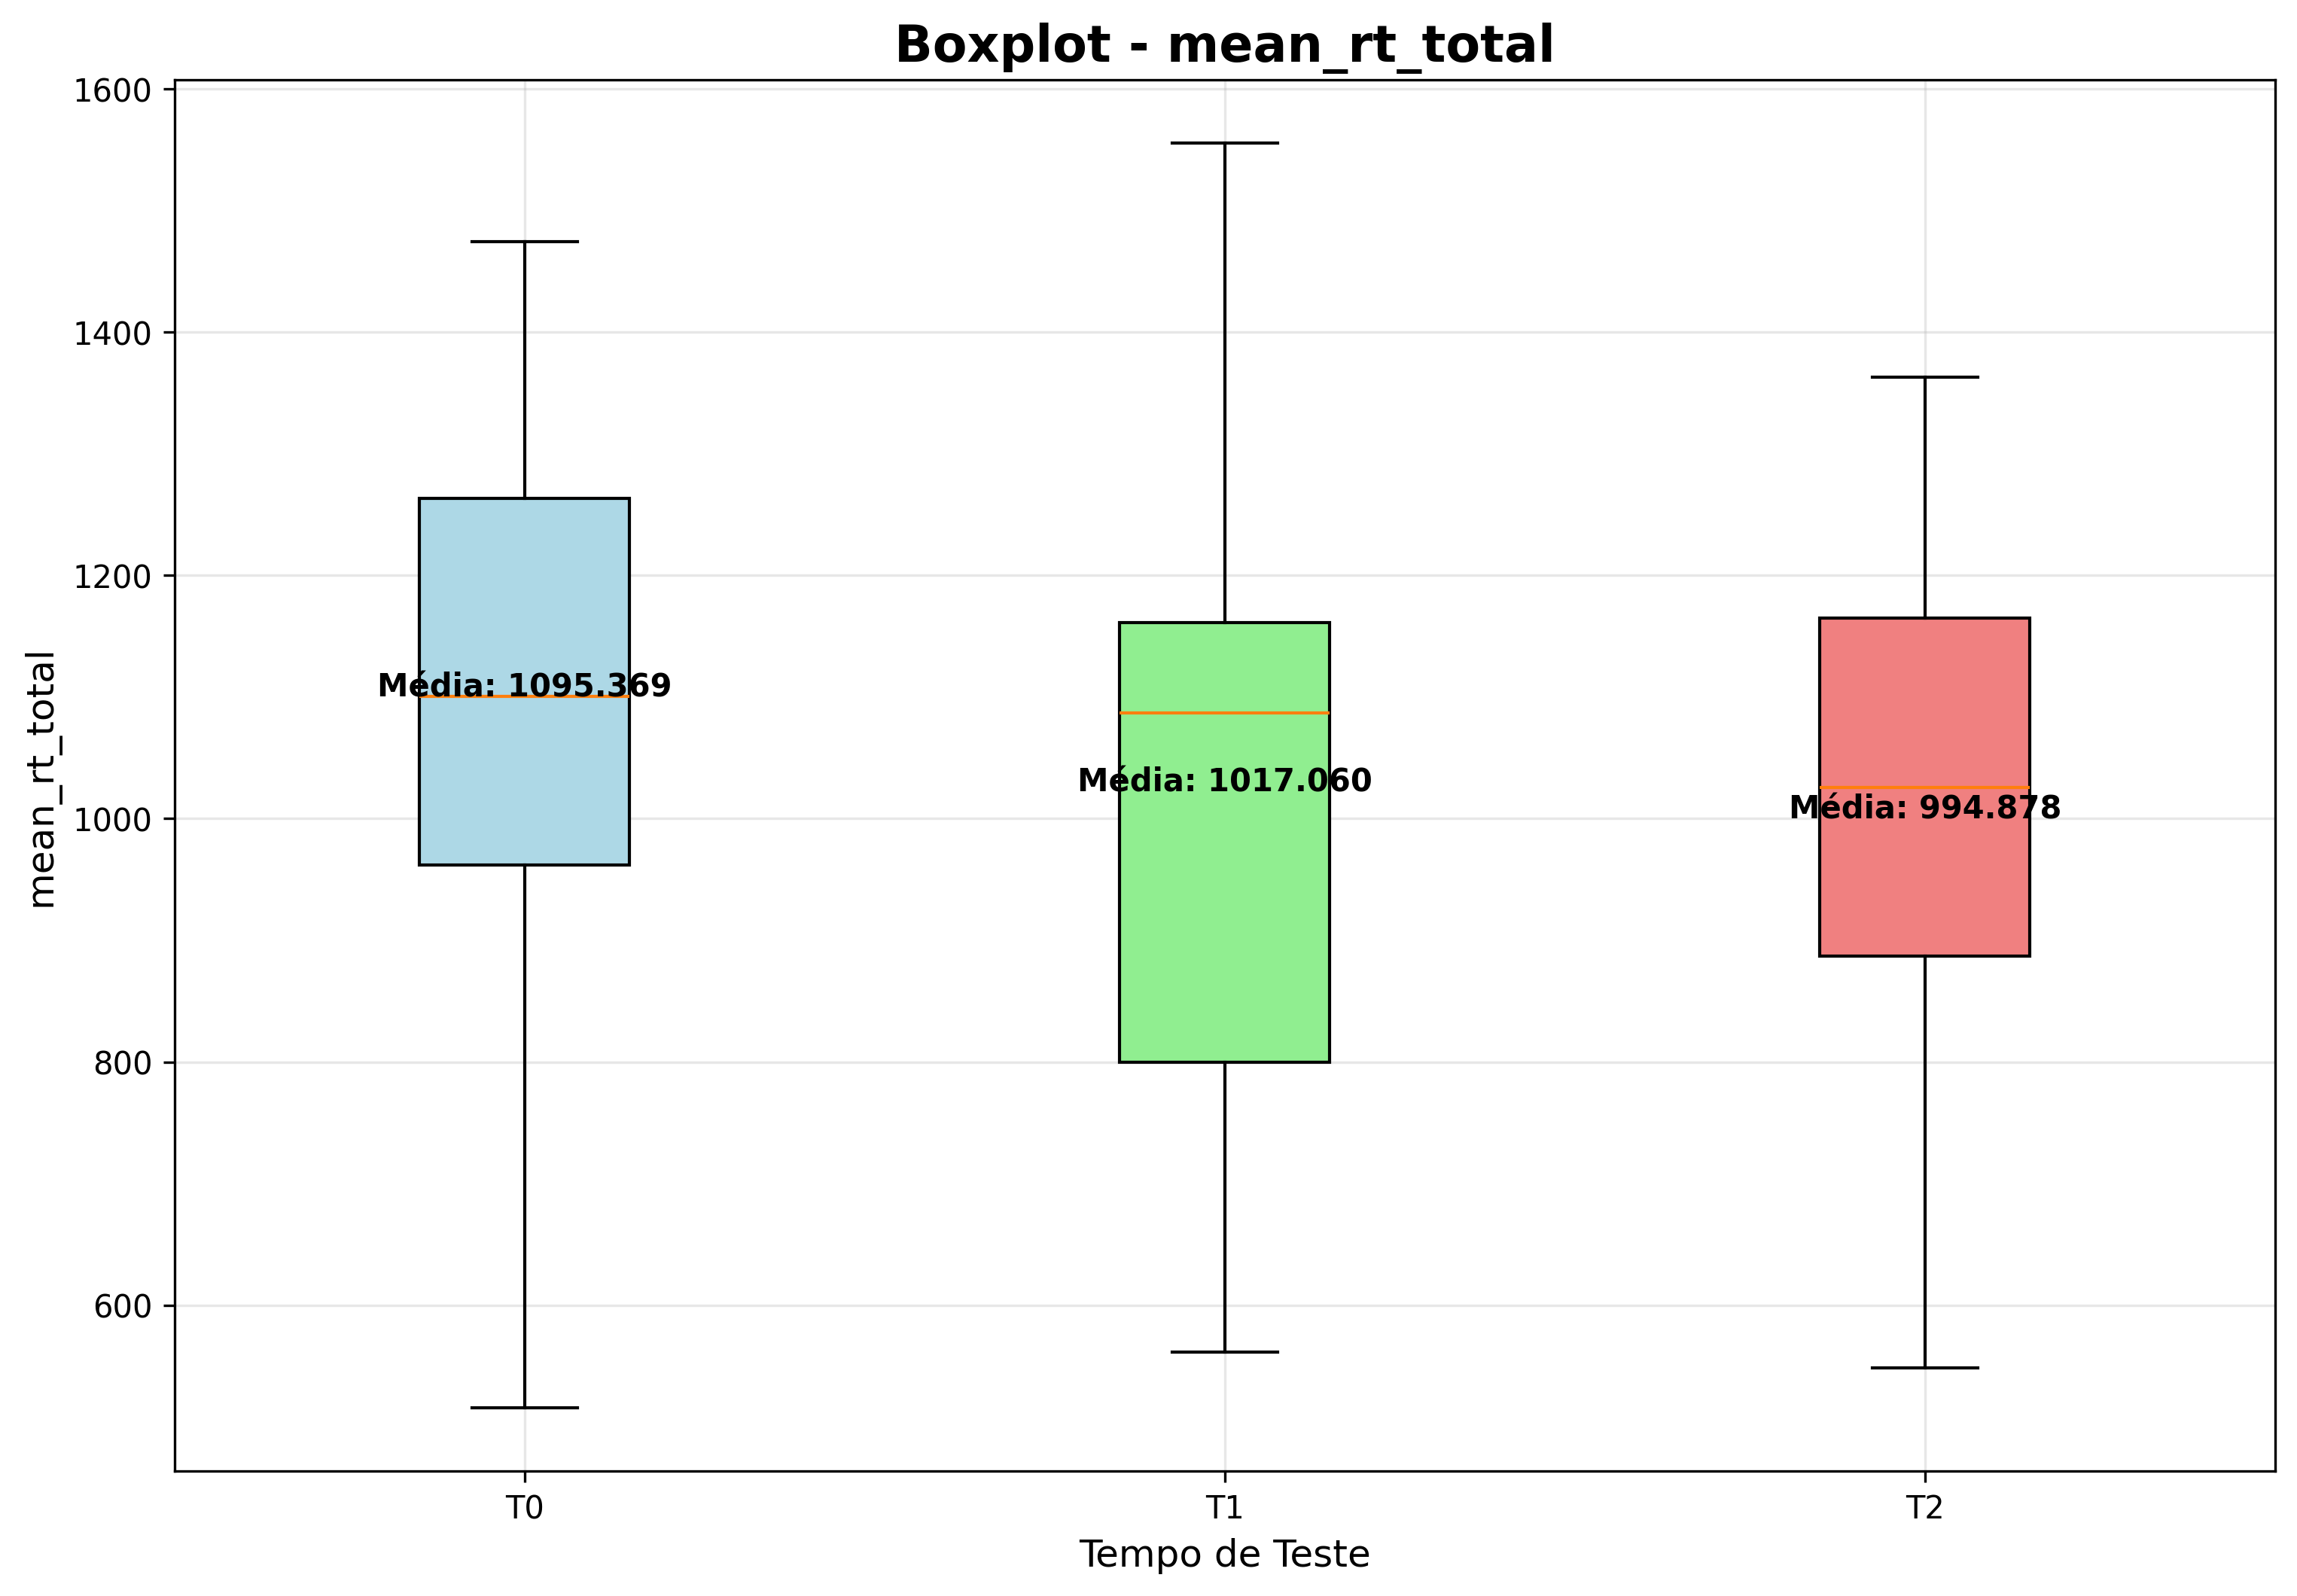 Boxplot - mean_rt_total
mean_rt_total
1600
1400
1200
1000
800
600
Média: 1095.369
Média: 1017.060
Média: 994.878
T0
T1
T2
Tempo de Teste